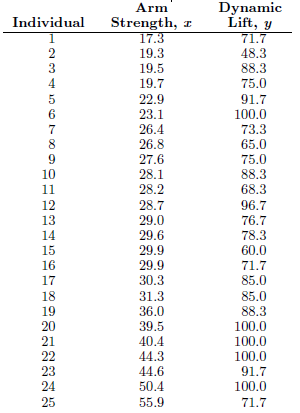 Arm Dynamic
Individual Strength, x Lift, y
1 17.3 71.7
2 19.3 48.3
3 19.5 88.3
4 19.7 75.0
5 22.9 91.7
6 23.1 100.0
7 26.4 73.3
8 26.8 65.0
9 27.6 75.0
10 28.1 88.3
11 28.2 68.3
12 28.7 96.7
13 29.0 76.7
14 29.6 78.3
15 29.9 60.0
16 29.9 71.7
17 30.3 85.0
18 31.3 85.0
19 36.0 88.3
20 39.5 100.0
21 40.4 100.0
22 44.3 100.0
23 44.6 91.7
24 50.4 100.0
25 55.9 71.7